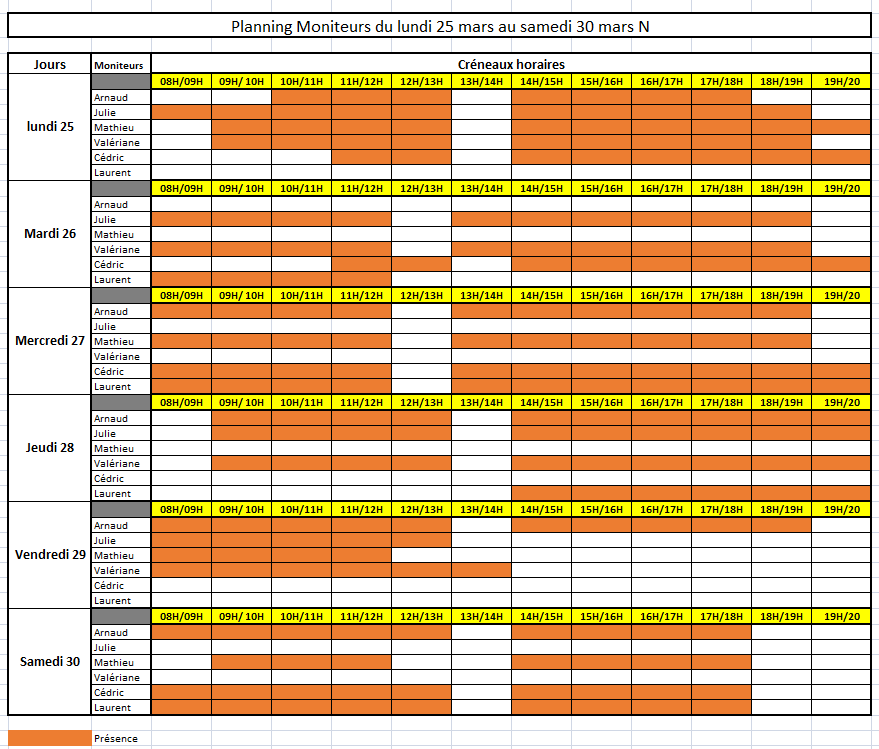 Planning Moniteurs du lundi 25 mars au samedi 30 mars N
Jours Moniteurs Créneaux horaires
08H/09H 09H/ 10H 10H/11H 11H/12H 12H/13H 13H/14H 14H/15H 15H/16H 16H/17H 17H/18H 18H/19H 19H/20
lundi 25
Arnaud
Julie
Mathieu
Valériane
Cédric
Laurent
08H/09H 09H/ 10H 10H/11H 11H/12H 12H/13H 13H/14H 14H/15H 15H/16H 16H/17H 17H/18H 18H/19H 19H/20
Mardi 26
Arnaud
Julie
Mathieu
Valériane
Cédric
Laurent
08H/09H 09H/ 10H 10H/11H 11H/12H 12H/13H 13H/14H 14H/15H 15H/16H 16H/17H 17H/18H 18H/19H 19H/20
Mercredi 27
Arnaud
Julie
Mathieu
Valériane
Cédric
Laurent
08H/09H 09H/ 10H 10H/11H 11H/12H 12H/13H 13H/14H 14H/15H 15H/16H 16H/17H 17H/18H 18H/19H 19H/20
Jeudi 28
Arnaud
Julie
Mathieu
Valériane
Cédric
Laurent
08H/09H 09H/ 10H 10H/11H 11H/12H 12H/13H 13H/14H 14H/15H 15H/16H 16H/17H 17H/18H 18H/19H 19H/20
Vendredi 29
Arnaud
Julie
Mathieu
Valériane
Cédric
Laurent
08H/09H 09H/ 10H 10H/11H 11H/12H 12H/13H 13H/14H 14H/15H 15H/16H 16H/17H 17H/18H 18H/19H 19H/20
Samedi 30
Arnaud
Julie
Mathieu
Valériane
Cédric
Laurent
Présence